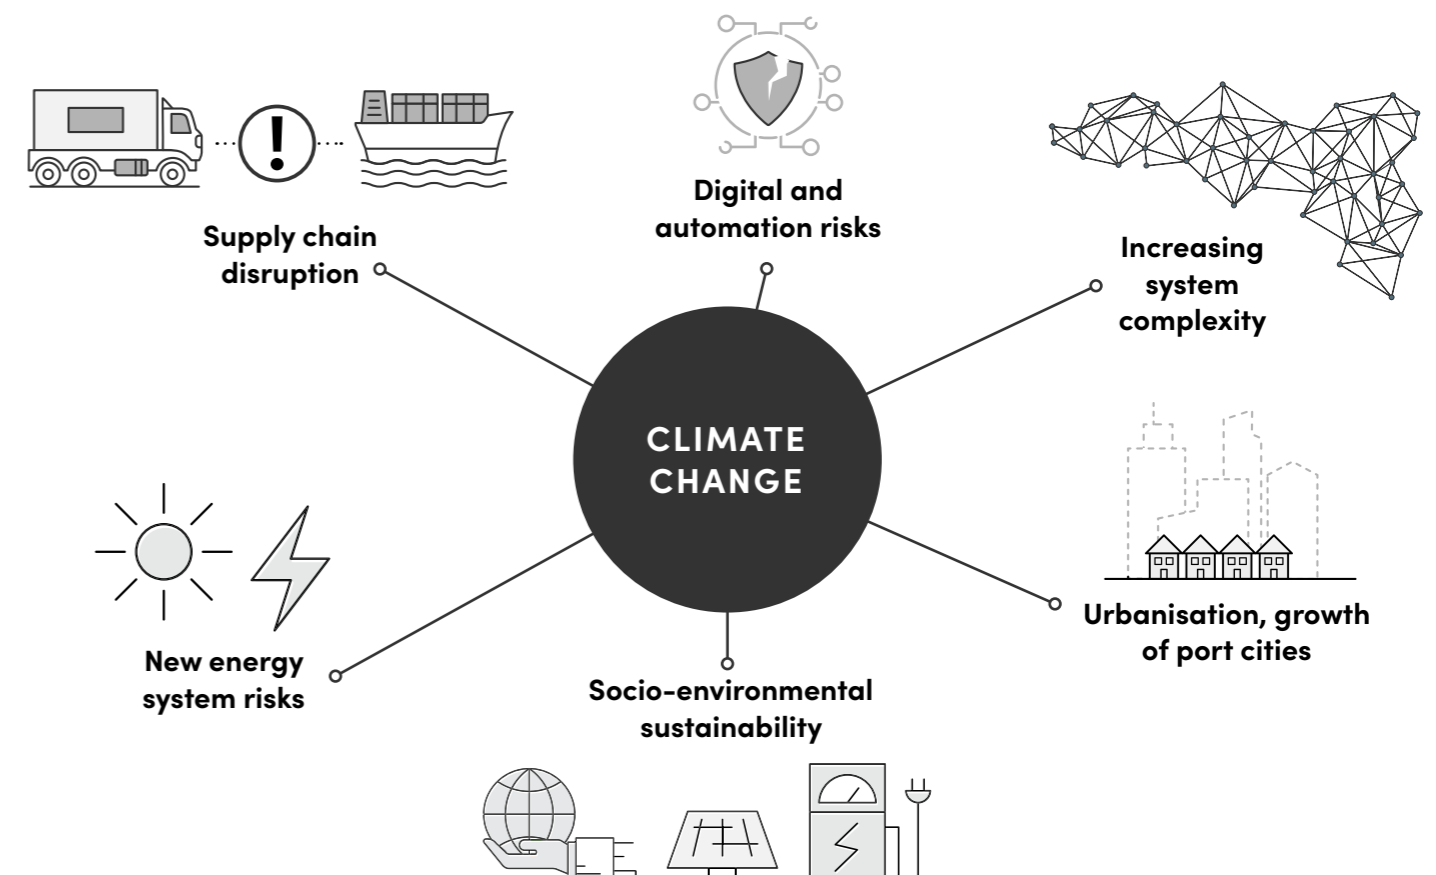 Supply chain
disruption
Digital and
automation risks
Increasing
system
complexity
CLIMATE
CHANGE
New energy
system risks
Socio-environmental
sustainability
Urbanisation, growth
of port cities